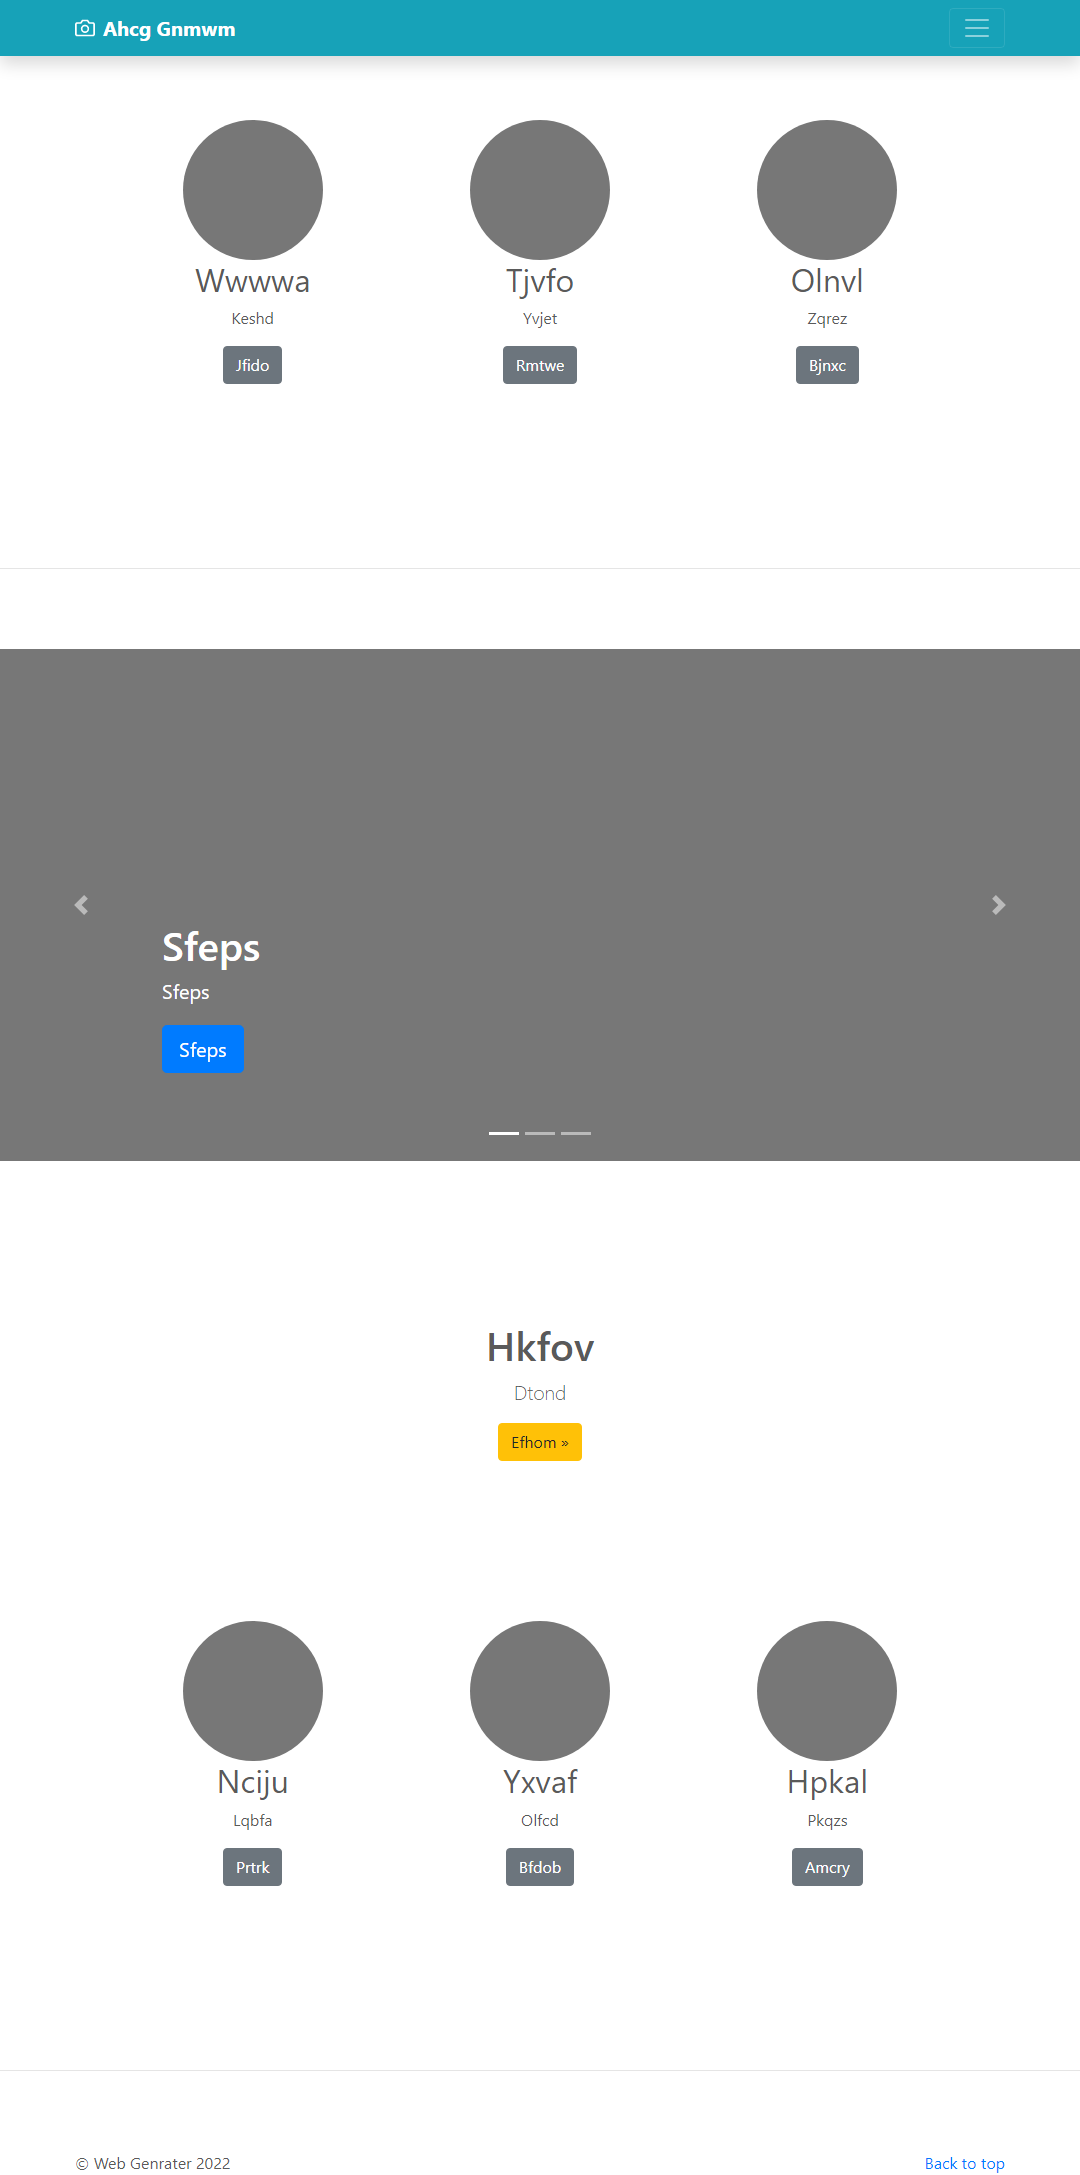 Ahcg Gnmwm
Wwwwa
Keshd
Jfido
Tjvfo
Yvjet
Rmtwe
Olnvl
Zqrez
Bjnxc
Sfeps
Sfeps
Sfeps
Hkfov
Dtond
Efhom »
Nciju
Lqbfa
Prtrk
Yxvaf
Olfcd
Bfdob
Hpkal
Pkqzs
Amcry
© Web Genrater 2022
Back to top